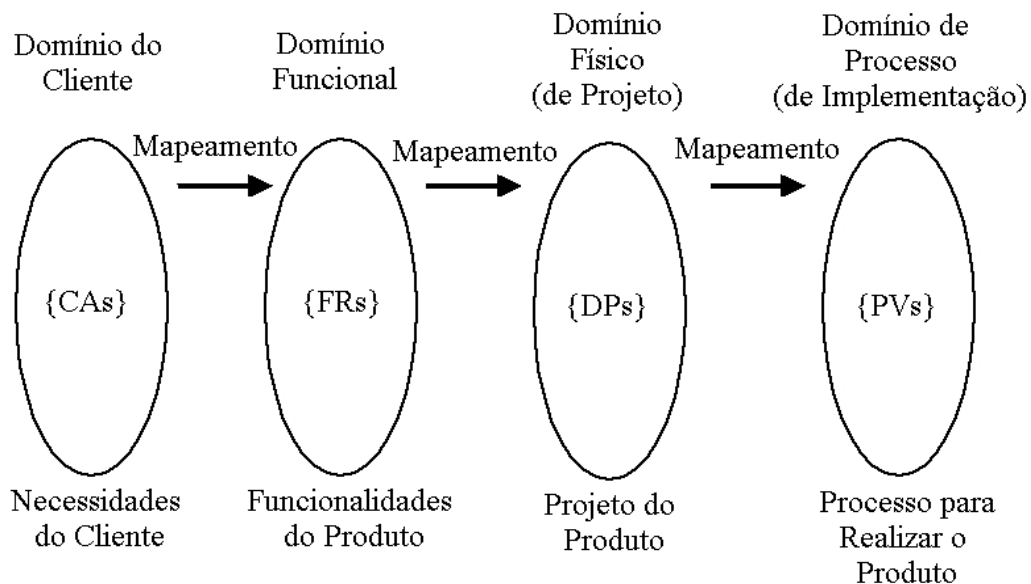 Domínio do
Cliente
Domínio
Funcional
Domínio
Físico
(de Projeto)
Domínio de
Processo
(de Implementação)
Mapeamento
Mapeamento
Mapeamento
{CAs}
{FRs}
{DPs}
{PVs}
Necessidades
do Cliente
Funcionalidades
do Produto
Projeto do
Produto
Processo para
Realizar o
Produto